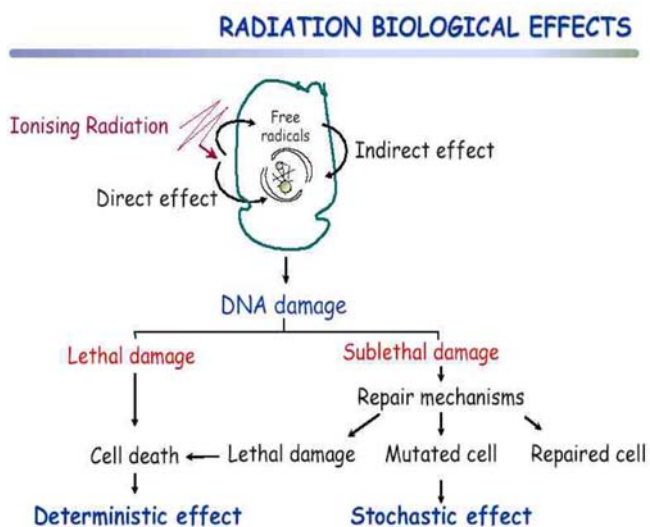 RADIATION BIOLOGICAL EFFECTS
Free
radicals
Ionising Radiation
Indirect effect
Direct effect
DNA damage
Lethal damage
Sublethal damage
Repair mechanisms
Cell death
Lethal damage
Mutated cell
Repaired cell
Deterministic effect
Stochastic effect